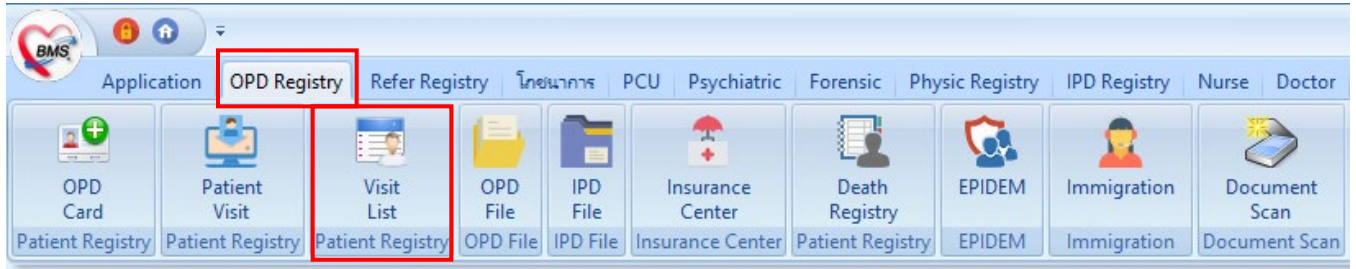 BMS
Application OPD Registry Refer Registry โภชนาการ PCU Psychiatric Forensic Physic Registry IPD Registry Nurse Doctor
OPD Card
Patient Visit
Visit List
OPD File
IPD File
Insurance Center
Death Registry
EPIDEM
Immigration
Document Scan
Patient Registry Patient Registry Patient Registry OPD File IPD File Insurance Center Patient Registry EPIDEM Immigration Document Scan